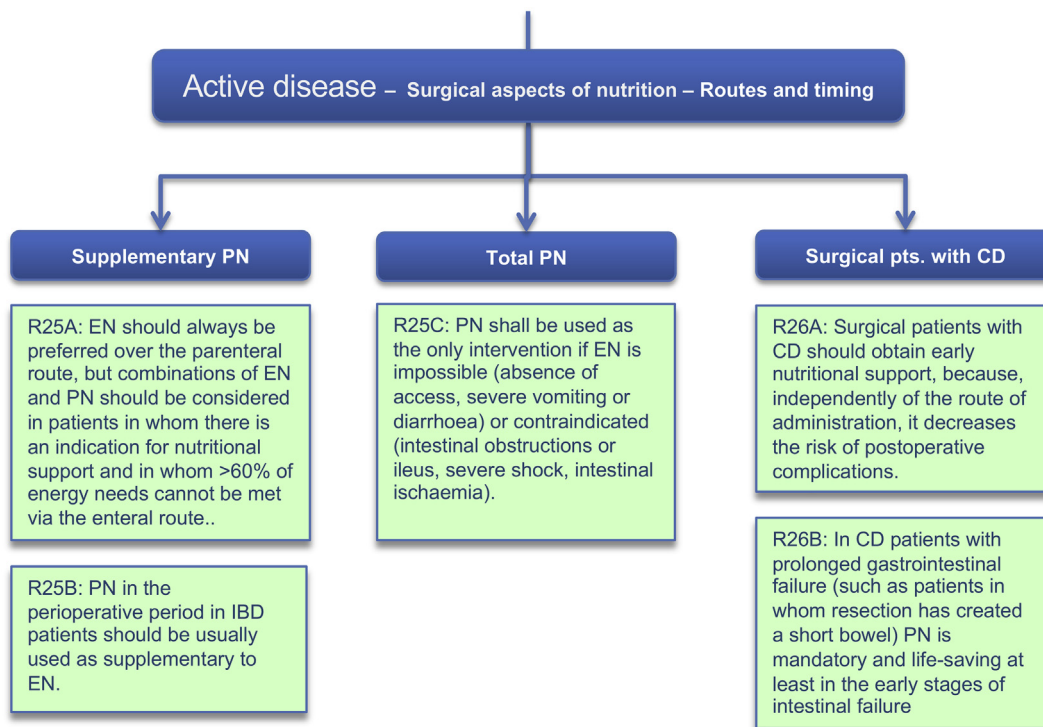 Active disease – Surgical aspects of nutrition – Routes and timing
Supplementary PN
R25A: EN should always be
preferred over the parenteral
route, but combinations of EN
and PN should be considered
in patients in whom there is
an indication for nutritional
support and in whom >60% of
energy needs cannot be met
via the enteral route..
R25B: PN in the
perioperative period in IBD
patients should be usually
used as supplementary to
EN.
Total PN
R25C: PN shall be used as
the only intervention if EN is
impossible (absence of
access, severe vomiting or
diarrhoea) or contraindicated
(intestinal obstructions or
ileus, severe shock, intestinal
ischaemia).
Surgical pts. with CD
R26A: Surgical patients with
CD should obtain early
nutritional support, because,
independently of the route of
administration, it decreases
the risk of postoperative
complications.
R26B: In CD patients with
prolonged gastrointestinal
failure (such as patients in
whom resection has created
a short bowel) PN is
mandatory and life-saving at
least in the early stages of
intestinal failure